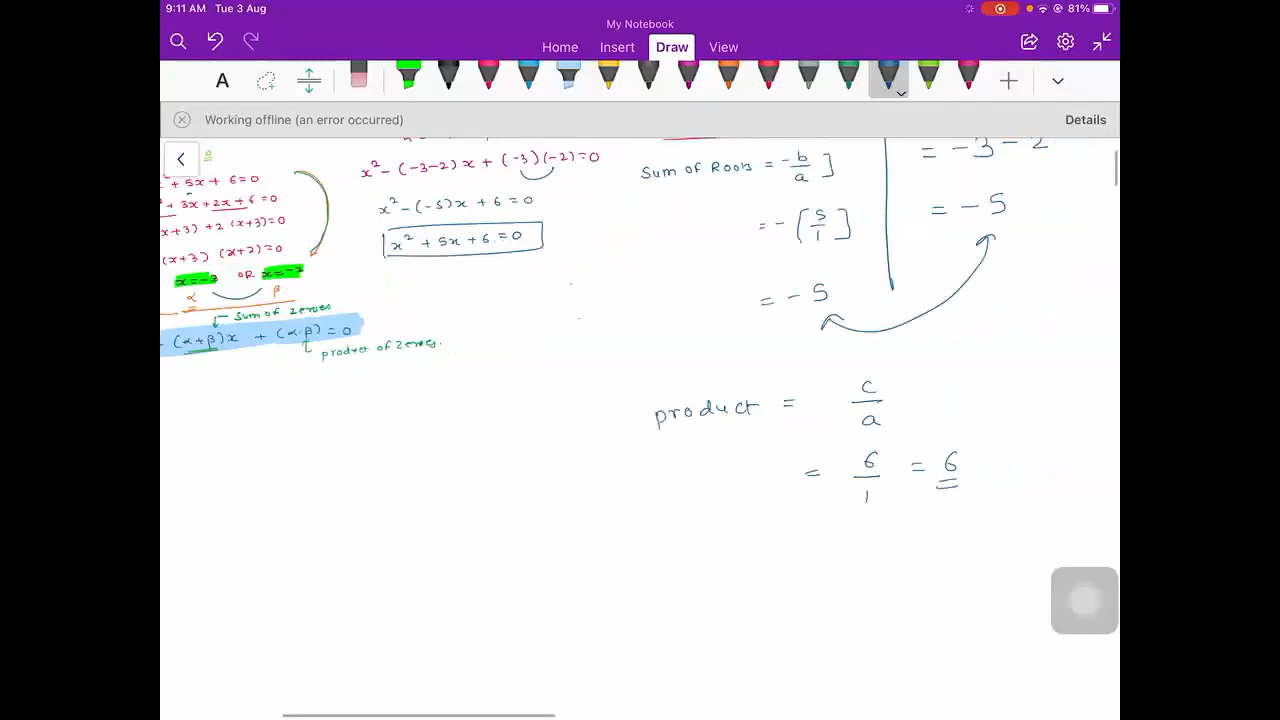 9:11 AM Tue 3 Aug
81%
My Notebook
Home Insert Draw View
A
Working offline (an error occurred)
Details
+ 5x + 6 = 0
+ 3x + 2x + 6 = 0
(x+3) + 2 (x+3) = 0
(x+3) (x+2) = 0
x = -3 OR x = -2
α β
sum of zeroes
- (α+β)x + (α.β) = 0
product of zeroes.
x² - (-3-2) x + (-3)(-2) = 0
x² - (-5)x + 6 = 0
x² + 5x + 6 = 0
Sum of Roots = -b/a ]
= - [5/1]
= - 5
= -3 - 2
= - 5
product = c/a
= 6/1 = 6